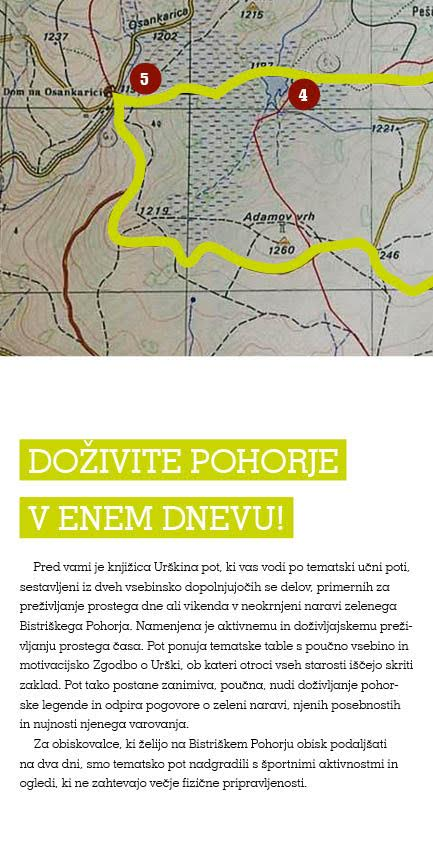 Osankarica
1215
Peš
1237
1202
5
Dom na Osankarici
1187
4
1221
1219
Adamov vrh
1260
246
DOŽIVITE POHORJE
V ENEM DNEVU!
Pred vami je knjižica Urškina pot, ki vas vodi po tematski učni poti,
sestavljeni iz dveh vsebinsko dopolnjujočih se delov, primernih za
preživljanje prostega dne ali vikenda v neokrnjeni naravi zelenega
Bistriškega Pohorja. Namenjena je aktivnemu in doživljajskemu preži-
vljanju prostega časa. Pot ponuja tematske table s poučno vsebino in
motivacijsko Zgodbo o Urški, ob kateri otroci vseh starosti iščejo skriti
zaklad. Pot tako postane zanimiva, poučna, nudi doživljanje pohor-
ske legende in odpira pogovore o zeleni naravi, njenih posebnostih
in nujnosti njenega varovanja.
Za obiskovalce, ki želijo na Bistriškem Pohorju obisk podaljšati
na dva dni, smo tematsko pot nadgradili s športnimi aktivnostmi in
ogledi, ki ne zahtevajo večje fizične pripravljenosti.